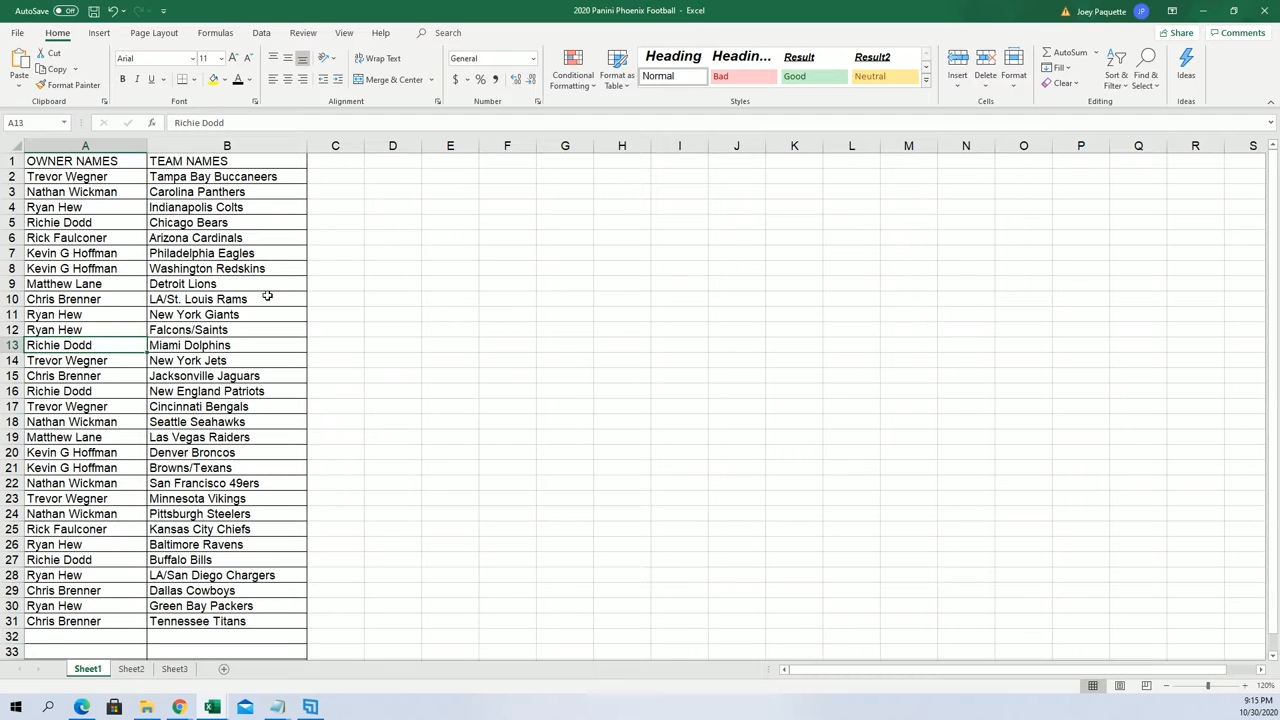 AutoSave Off 2020 Panini Phoenix Football - Excel Joey Paquette JP
File Home Insert Page Layout Formulas Data Review View Help Search Share Comments
Paste Cut Copy Format Painter Clipboard
Arial 11 B I U A Font
Wrap Text Merge & Center Alignment
General $ % Number
Conditional Formatting Format as Table
Heading Headin... Result Result2
Normal Bad Good Neutral
Styles
Insert Delete Format Cells
AutoSum Fill Clear Sort & Filter Find & Select Editing
Ideas Ideas
A13 fx Richie Dodd
A B C D E F G H I J K L M N O P Q R S
1 OWNER NAMES TEAM NAMES
2 Trevor Wegner Tampa Bay Buccaneers
3 Nathan Wickman Carolina Panthers
4 Ryan Hew Indianapolis Colts
5 Richie Dodd Chicago Bears
6 Rick Faulconer Arizona Cardinals
7 Kevin G Hoffman Philadelphia Eagles
8 Kevin G Hoffman Washington Redskins
9 Matthew Lane Detroit Lions
10 Chris Brenner LA/St. Louis Rams
11 Ryan Hew New York Giants
12 Ryan Hew Falcons/Saints
13 Richie Dodd Miami Dolphins
14 Trevor Wegner New York Jets
15 Chris Brenner Jacksonville Jaguars
16 Richie Dodd New England Patriots
17 Trevor Wegner Cincinnati Bengals
18 Nathan Wickman Seattle Seahawks
19 Matthew Lane Las Vegas Raiders
20 Kevin G Hoffman Denver Broncos
21 Kevin G Hoffman Browns/Texans
22 Nathan Wickman San Francisco 49ers
23 Trevor Wegner Minnesota Vikings
24 Nathan Wickman Pittsburgh Steelers
25 Rick Faulconer Kansas City Chiefs
26 Ryan Hew Baltimore Ravens
27 Richie Dodd Buffalo Bills
28 Ryan Hew LA/San Diego Chargers
29 Chris Brenner Dallas Cowboys
30 Ryan Hew Green Bay Packers
31 Chris Brenner Tennessee Titans
32
33
Sheet1 Sheet2 Sheet3
120%
9:15 PM
10/30/2020